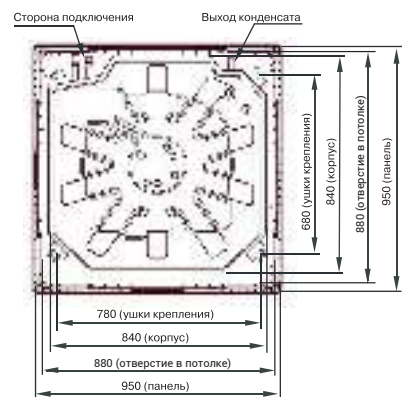 Сторона подключения
Выход конденсата
680 (ушки крепления)
840 (корпус)
880 (отверстие в потолке)
950 (панель)
780 (ушки крепления)
840 (корпус)
880 (отверстие в потолке)
950 (панель)